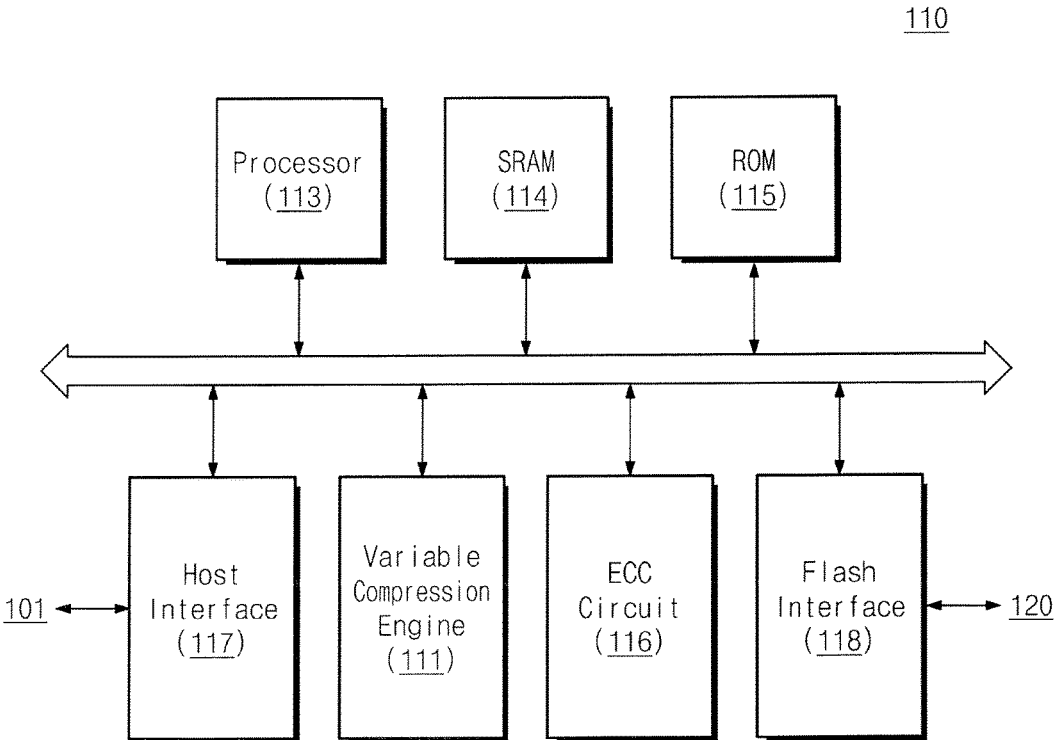 110
Processor
(113)
SRAM
(114)
ROM
(115)
Host
Interface
(117)
Variable
Compression
Engine
(111)
ECC
Circuit
(116)
Flash
Interface
(118)
101
120